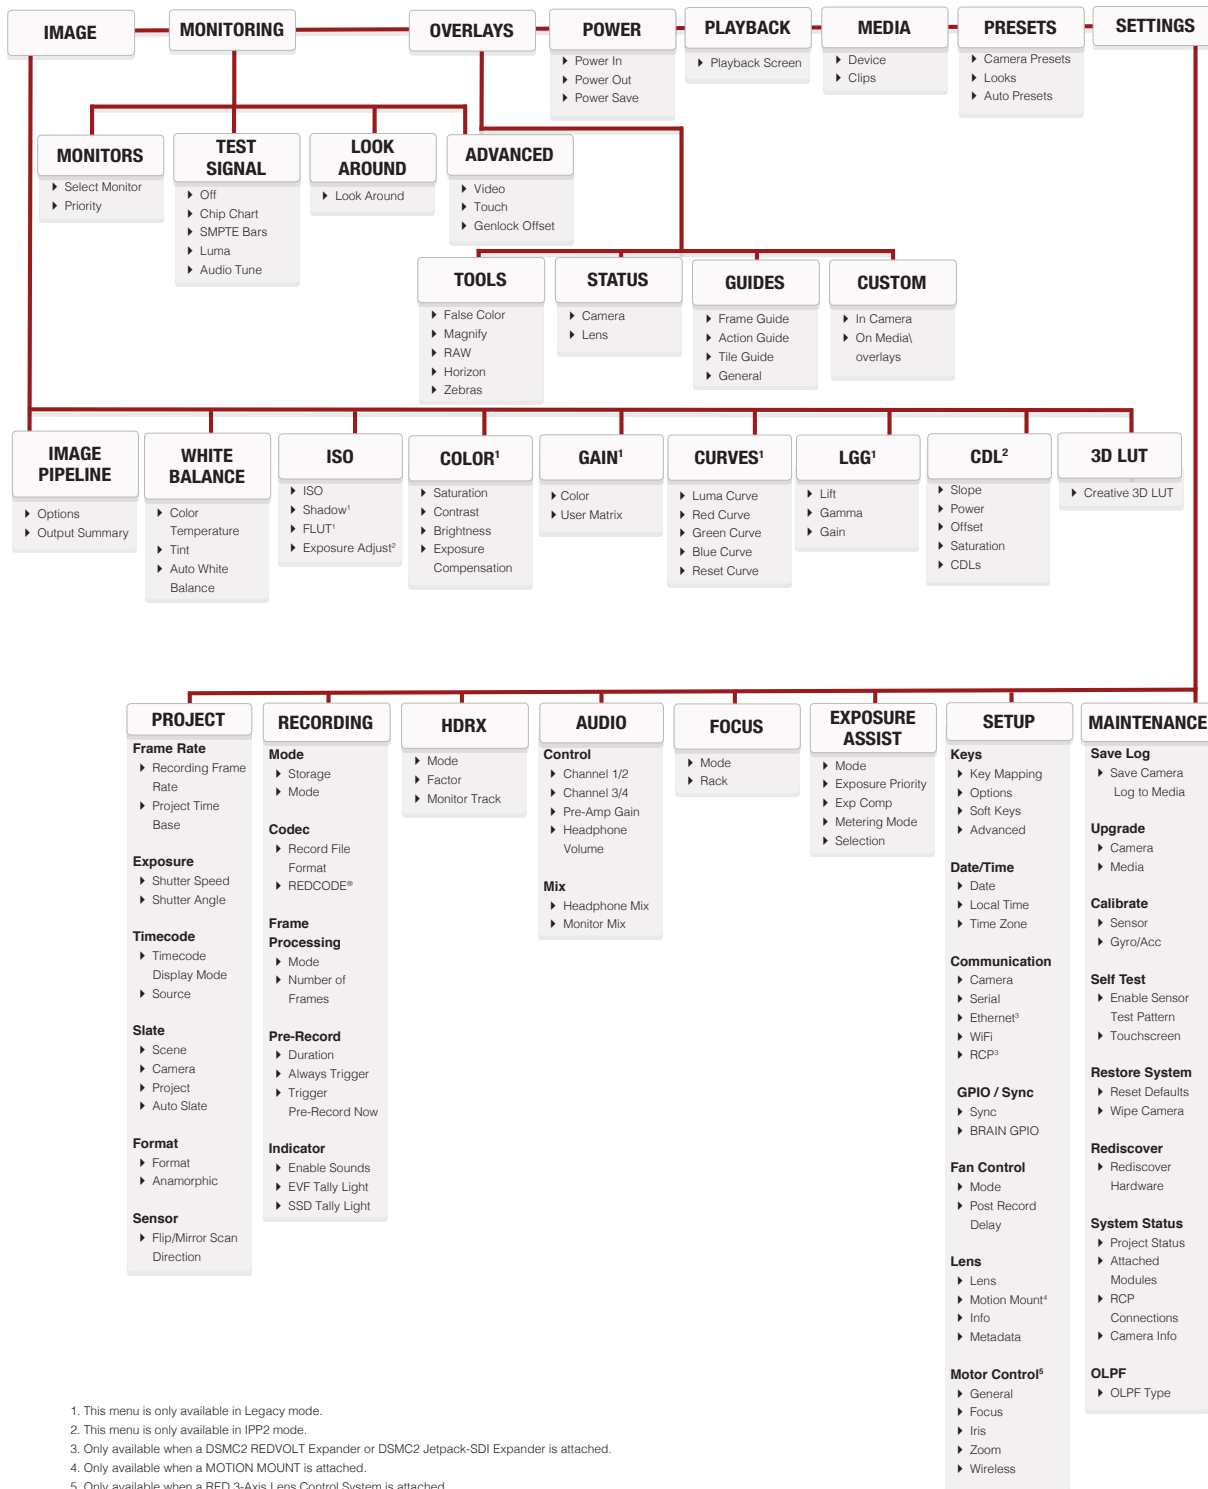 IMAGE
MONITORING
OVERLAYS
POWER
Power In
Power Out
Power Save
PLAYBACK
Playback Screen
MEDIA
Device
Clips
PRESETS
Camera Presets
Looks
Auto Presets
SETTINGS
MONITORS
Select Monitor
Priority
TEST
SIGNAL
Off
Chip Chart
SMPTE Bars
Luma
Audio Tune
LOOK
AROUND
Look Around
ADVANCED
Video
Touch
Genlock Offset
TOOLS
False Color
Magnify
RAW
Horizon
Zebras
STATUS
Camera
Lens
GUIDES
Frame Guide
Action Guide
Tile Guide
General
CUSTOM
In Camera
On Media\
overlays
IMAGE
PIPELINE
Options
Output Summary
WHITE
BALANCE
Color
Temperature
Tint
Auto White
Balance
ISO
ISO
Shadow¹
FLUT¹
Exposure Adjust²
COLOR¹
Saturation
Contrast
Brightness
Exposure
Compensation
GAIN¹
Color
User Matrix
CURVES¹
Luma Curve
Red Curve
Green Curve
Blue Curve
Reset Curve
LGG¹
Lift
Gamma
Gain
CDL²
Slope
Power
Offset
Saturation
CDLs
3D LUT
Creative 3D LUT
PROJECT
Frame Rate
Recording Frame
Rate
Project Time
Base
Exposure
Shutter Speed
Shutter Angle
Timecode
Timecode
Display Mode
Source
Slate
Scene
Camera
Project
Auto Slate
Format
Format
Anamorphic
Sensor
Flip/Mirror Scan
Direction
RECORDING
Mode
Storage
Mode
Codec
Record File
Format
REDCODE®
Frame
Processing
Mode
Number of
Frames
Pre-Record
Duration
Always Trigger
Trigger
Pre-Record Now
Indicator
Enable Sounds
EVF Tally Light
SSD Tally Light
HDRX
Mode
Factor
Monitor Track
AUDIO
Control
Channel 1/2
Channel 3/4
Pre-Amp Gain
Headphone
Volume
Mix
Headphone Mix
Monitor Mix
FOCUS
Mode
Rack
EXPOSURE
ASSIST
Mode
Exposure Priority
Exp Comp
Metering Mode
Selection
SETUP
Keys
Key Mapping
Options
Soft Keys
Advanced
Date/Time
Date
Local Time
Time Zone
Communication
Camera
Serial
Ethernet³
WiFi
RCP³
GPIO / Sync
Sync
BRAIN GPIO
Fan Control
Mode
Post Record
Delay
Lens
Lens
Motion Mount⁴
Info
Metadata
Motor Control⁵
General
Focus
Iris
Zoom
Wireless
MAINTENANCE
Save Log
Save Camera
Log to Media
Upgrade
Camera
Media
Calibrate
Sensor
Gyro/Acc
Self Test
Enable Sensor
Test Pattern
Touchscreen
Restore System
Reset Defaults
Wipe Camera
Rediscover
Rediscover
Hardware
System Status
Project Status
Attached
Modules
RCP
Connections
Camera Info
OLPF
OLPF Type
1. This menu is only available in Legacy mode.
2. This menu is only available in IPP2 mode.
3. Only available when a DSMC2 REDVOLT Expander or DSMC2 Jetpack-SDI Expander is attached.
4. Only available when a MOTION MOUNT is attached.
5. Only available when a RED 3-Axis Lens Control System is attached.